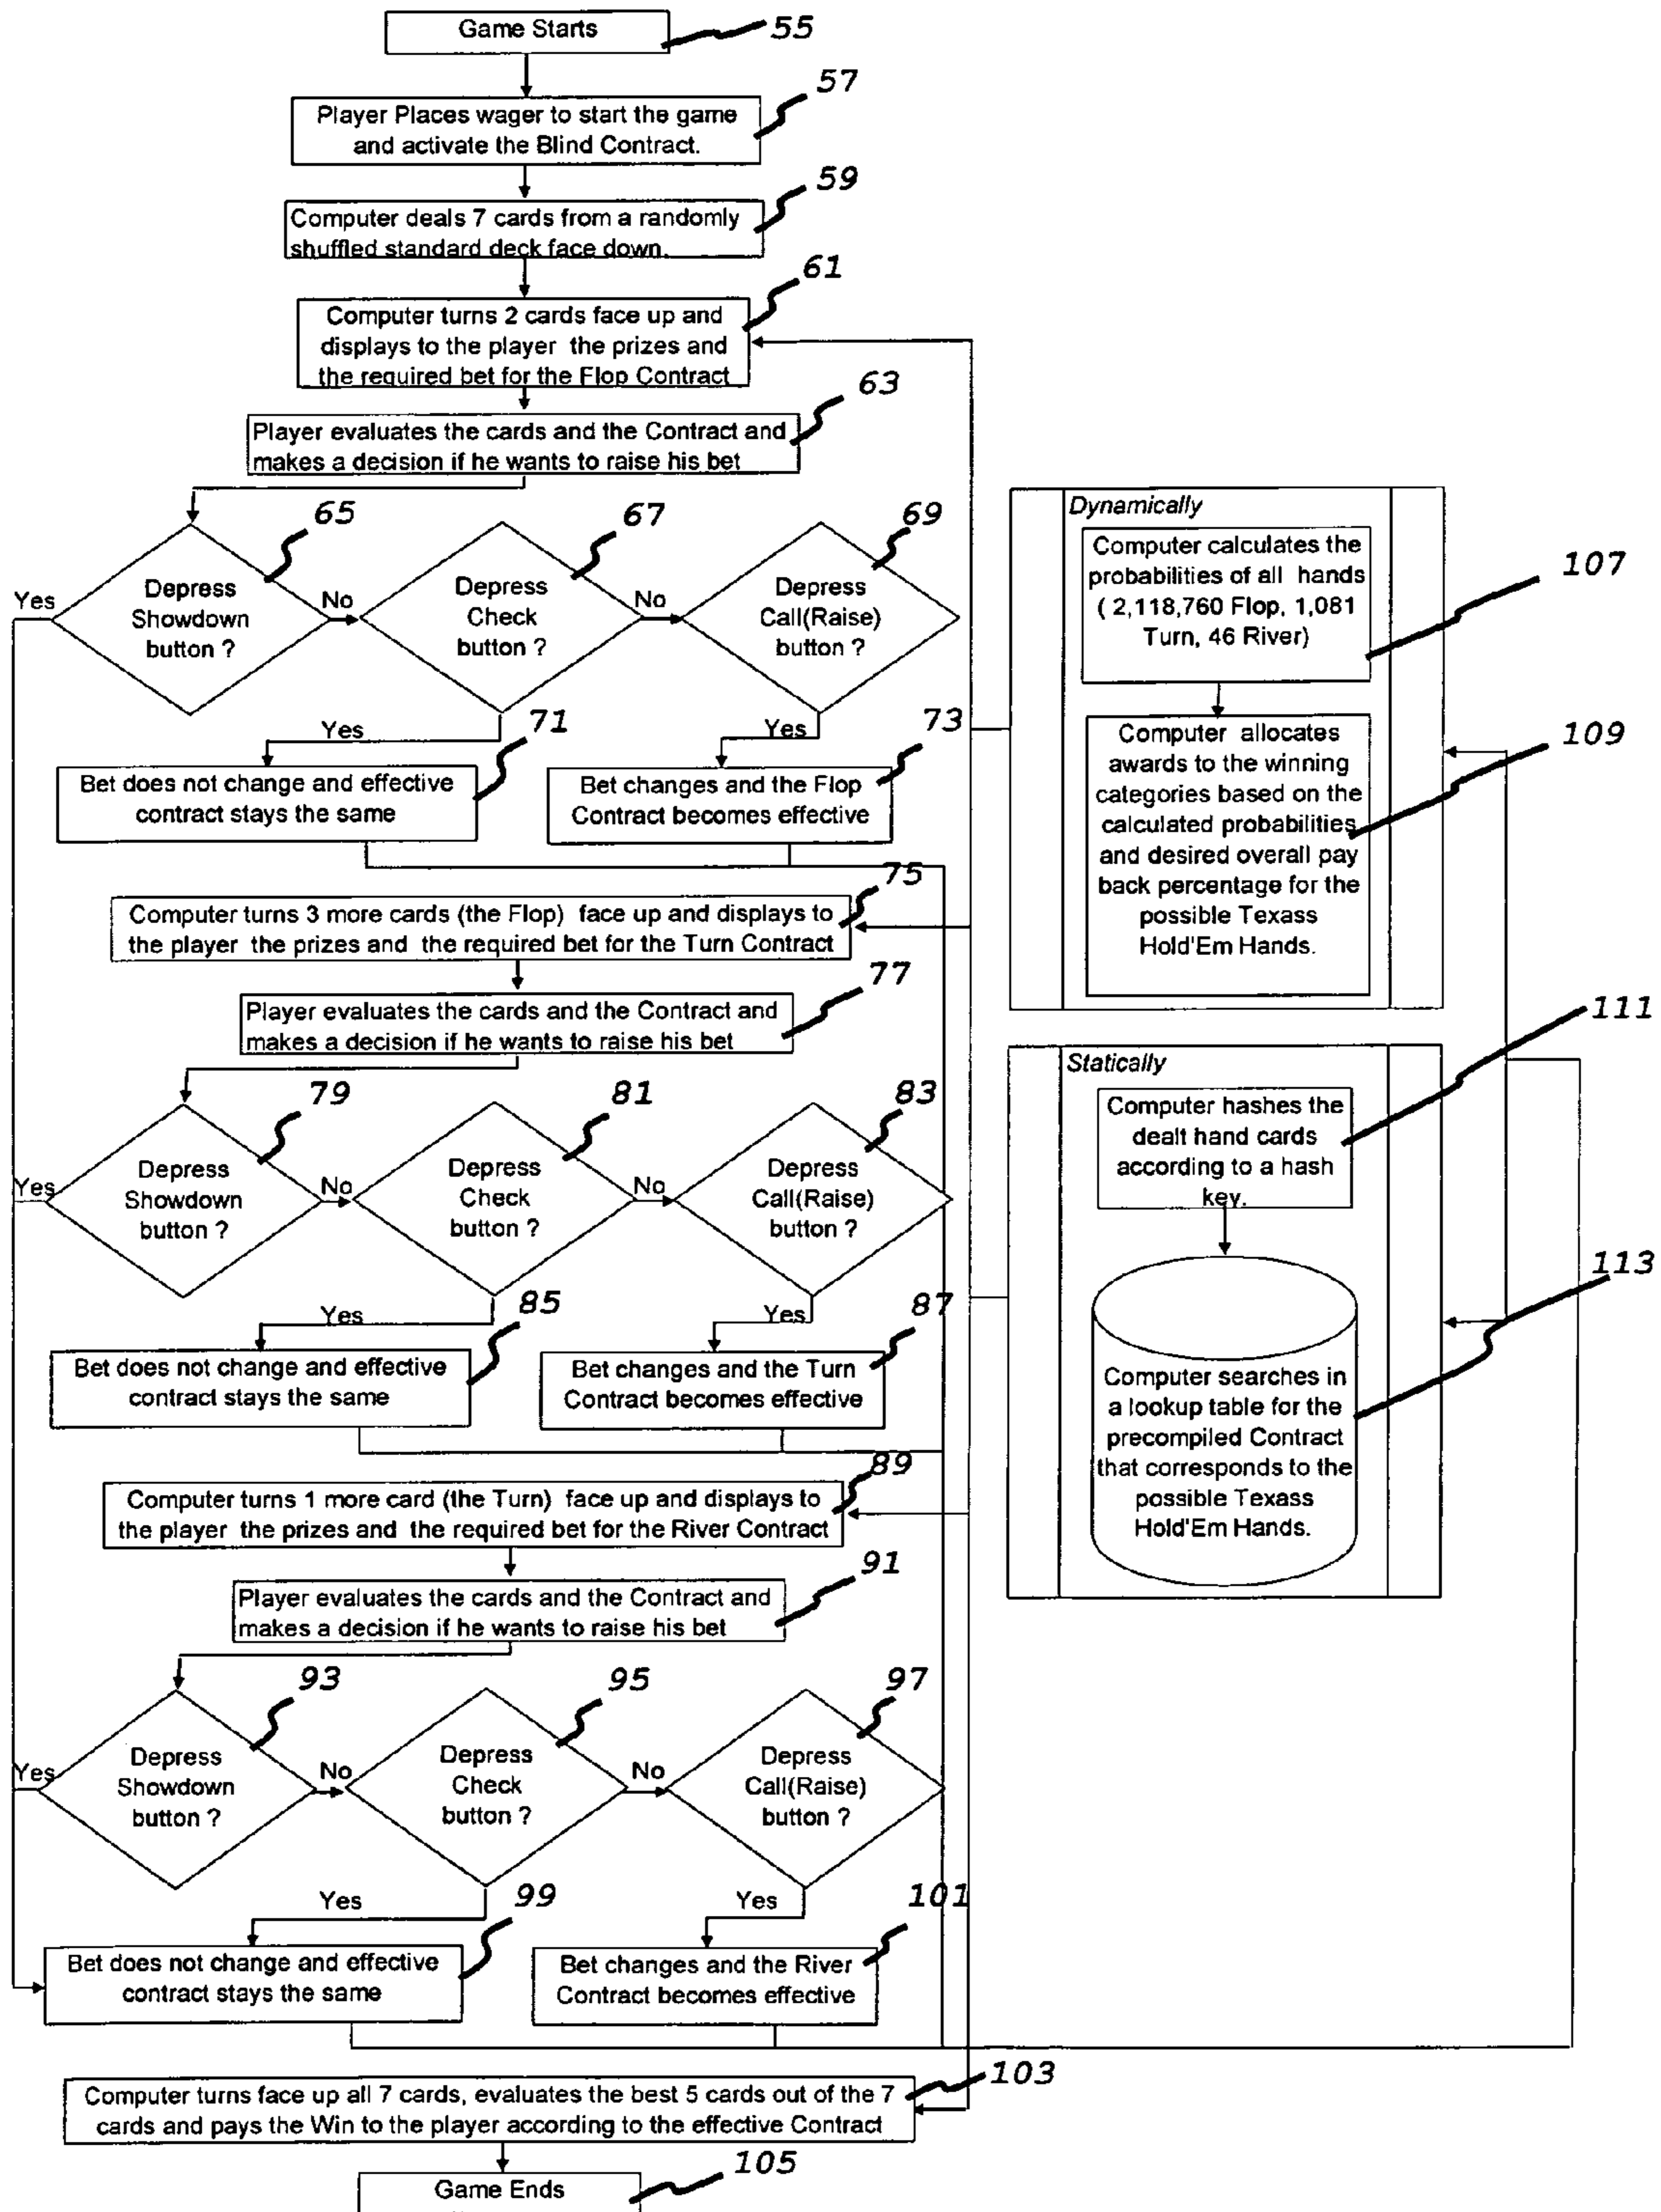 Game Starts
55
57
Player Places wager to start the game
and activate the Blind Contract.
59
Computer deals 7 cards from a randomly
shuffled standard deck face down.
61
Computer turns 2 cards face up and
displays to the player the prizes and
the required bet for the Flop Contract
63
Player evaluates the cards and the Contract and
makes a decision if he wants to raise his bet
65
67
69
Yes
Depress
Showdown
button ?
No
Depress
Check
button ?
No
Depress
Call(Raise)
button ?
Yes
71
Yes
73
Bet does not change and effective
contract stays the same
Bet changes and the Flop
Contract becomes effective
75
Computer turns 3 more cards (the Flop) face up and displays to
the player the prizes and the required bet for the Turn Contract
77
Player evaluates the cards and the Contract and
makes a decision if he wants to raise his bet
79
81
83
Yes
Depress
Showdown
button ?
No
Depress
Check
button ?
No
Depress
Call(Raise)
button ?
Yes
85
Yes
87
Bet does not change and effective
contract stays the same
Bet changes and the Turn
Contract becomes effective
89
Computer turns 1 more card (the Turn) face up and displays to
the player the prizes and the required bet for the River Contract
91
Player evaluates the cards and the Contract and
makes a decision if he wants to raise his bet
93
95
97
Yes
Depress
Showdown
button ?
No
Depress
Check
button ?
No
Depress
Call(Raise)
button ?
Yes
99
Yes
101
Bet does not change and effective
contract stays the same
Bet changes and the River
Contract becomes effective
103
Computer turns face up all 7 cards, evaluates the best 5 cards out of the 7
cards and pays the Win to the player according to the effective Contract
105
Game Ends
Dynamically
Computer calculates the
probabilities of all hands
( 2,118,760 Flop, 1,081
Turn, 46 River)
107
Computer allocates
awards to the winning
categories based on the
calculated probabilities
and desired overall pay
back percentage for the
possible Texass
Hold'Em Hands.
109
Statically
111
Computer hashes the
dealt hand cards
according to a hash
key.
113
Computer searches in
a lookup table for the
precompiled Contract
that corresponds to the
possible Texass
Hold'Em Hands.